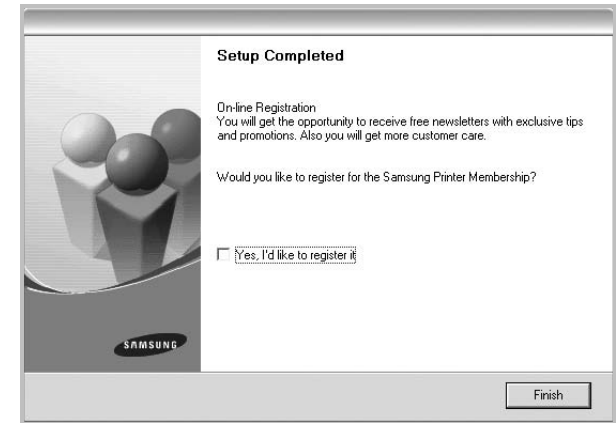 Setup Completed
On-line Registration
You will get the opportunity to receive free newsletters with exclusive tips
and promotions. Also you will get more customer care.
Would you like to register for the Samsung Printer Membership?
Yes, I'd like to register it
SAMSUNG
Finish